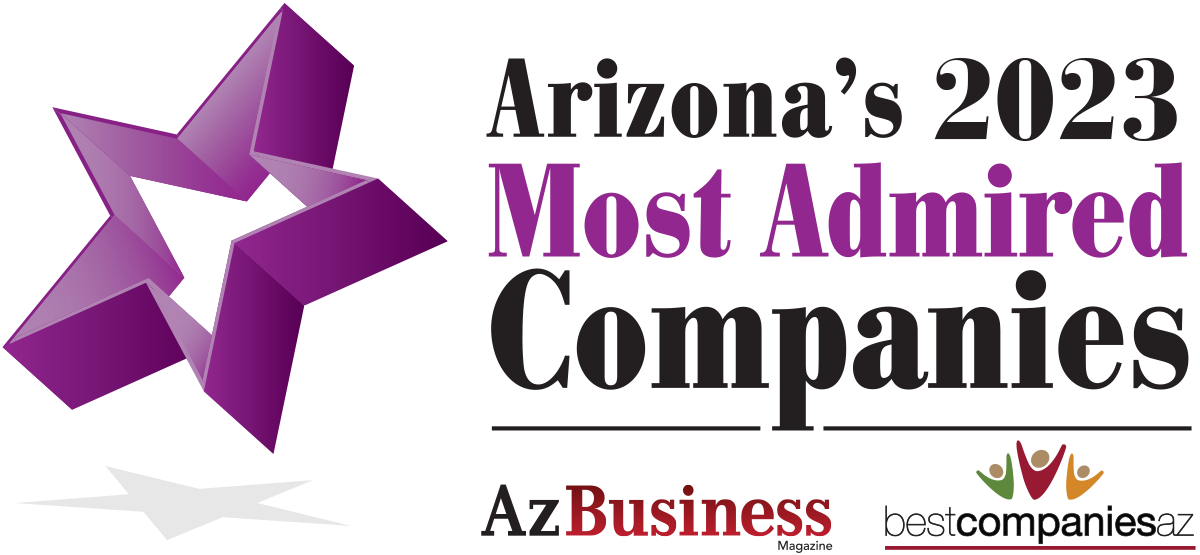 Arizona’s 2023
Most Admired
Companies
AzBusiness
Magazine
bestcompaniesaz